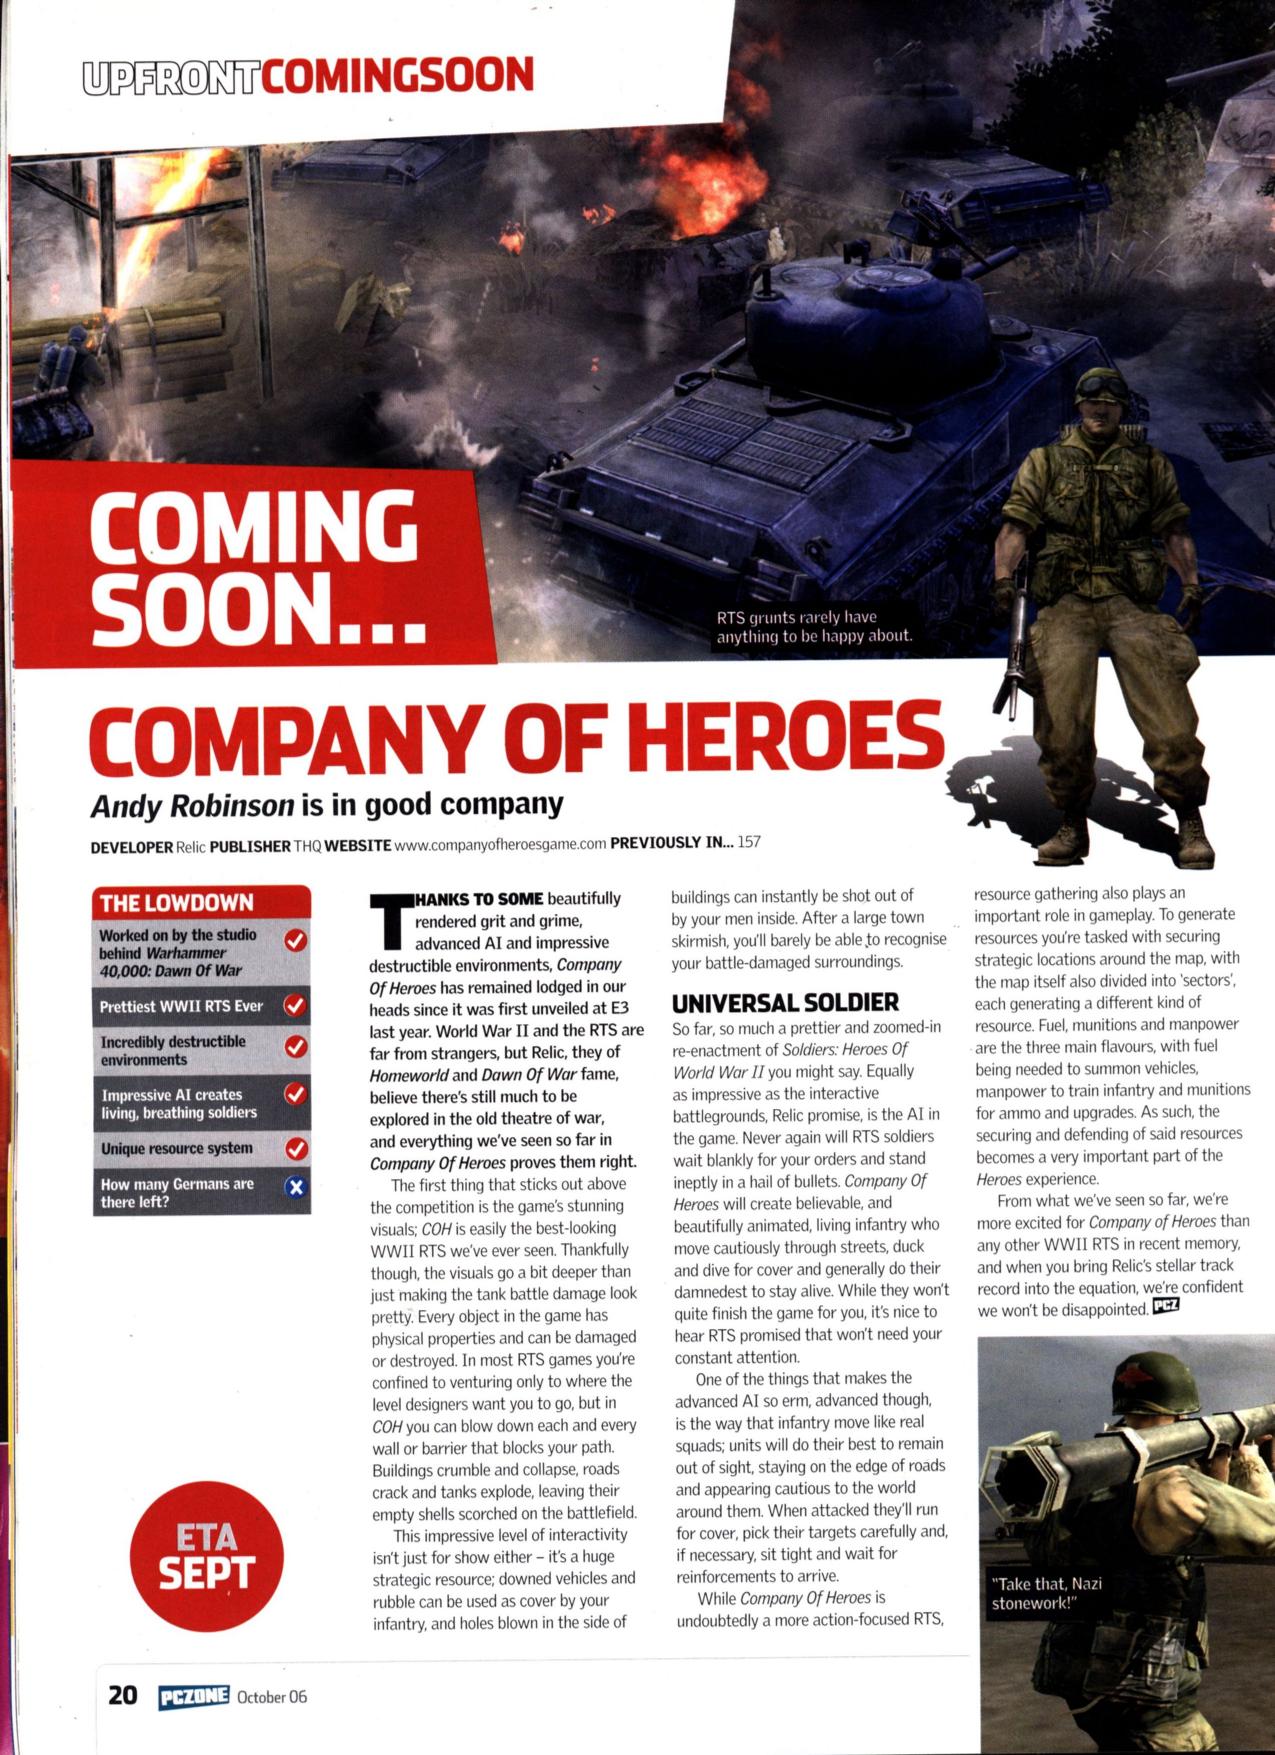 UPFRONTCOMINGSOON
COMING
SOON...
RTS grunts rarely have
anything to be happy about.
COMPANY OF HEROES
Andy Robinson is in good company
DEVELOPER Relic PUBLISHER THQ WEBSITE www.companyofheroesgame.com PREVIOUSLY IN... 157
THE LOWDOWN
Worked on by the studio
behind Warhammer
40,000: Dawn Of War
Prettiest WWII RTS Ever
Incredibly destructible
environments
Impressive AI creates
living, breathing soldiers
Unique resource system
How many Germans are
there left?
ETA
SEPT
THANKS TO SOME beautifully
rendered grit and grime,
advanced AI and impressive
destructible environments, Company
Of Heroes has remained lodged in our
heads since it was first unveiled at E3
last year. World War II and the RTS are
far from strangers, but Relic, they of
Homeworld and Dawn Of War fame,
believe there's still much to be
explored in the old theatre of war,
and everything we've seen so far in
Company Of Heroes proves them right.
The first thing that sticks out above
the competition is the game's stunning
visuals; COH is easily the best-looking
WWII RTS we've ever seen. Thankfully
though, the visuals go a bit deeper than
just making the tank battle damage look
pretty. Every object in the game has
physical properties and can be damaged
or destroyed. In most RTS games you're
confined to venturing only to where the
level designers want you to go, but in
COH you can blow down each and every
wall or barrier that blocks your path.
Buildings crumble and collapse, roads
crack and tanks explode, leaving their
empty shells scorched on the battlefield.
This impressive level of interactivity
isn't just for show either – it's a huge
strategic resource; downed vehicles and
rubble can be used as cover by your
infantry, and holes blown in the side of
buildings can instantly be shot out of
by your men inside. After a large town
skirmish, you'll barely be able to recognise
your battle-damaged surroundings.
UNIVERSAL SOLDIER
So far, so much a prettier and zoomed-in
re-enactment of Soldiers: Heroes Of
World War II you might say. Equally
as impressive as the interactive
battlegrounds, Relic promise, is the AI in
the game. Never again will RTS soldiers
wait blankly for your orders and stand
ineptly in a hail of bullets. Company Of
Heroes will create believable, and
beautifully animated, living infantry who
move cautiously through streets, duck
and dive for cover and generally do their
damnedest to stay alive. While they won't
quite finish the game for you, it's nice to
hear RTS promised that won't need your
constant attention.
One of the things that makes the
advanced AI so erm, advanced though,
is the way that infantry move like real
squads; units will do their best to remain
out of sight, staying on the edge of roads
and appearing cautious to the world
around them. When attacked they'll run
for cover, pick their targets carefully and,
if necessary, sit tight and wait for
reinforcements to arrive.
While Company Of Heroes is
undoubtedly a more action-focused RTS,
resource gathering also plays an
important role in gameplay. To generate
resources you're tasked with securing
strategic locations around the map, with
the map itself also divided into 'sectors',
each generating a different kind of
resource. Fuel, munitions and manpower
are the three main flavours, with fuel
being needed to summon vehicles,
manpower to train infantry and munitions
for ammo and upgrades. As such, the
securing and defending of said resources
becomes a very important part of the
Heroes experience.
From what we've seen so far, we're
more excited for Company of Heroes than
any other WWII RTS in recent memory,
and when you bring Relic's stellar track
record into the equation, we're confident
we won't be disappointed. PCZ
"Take that, Nazi
stonework!"
20 PCZONE October 06